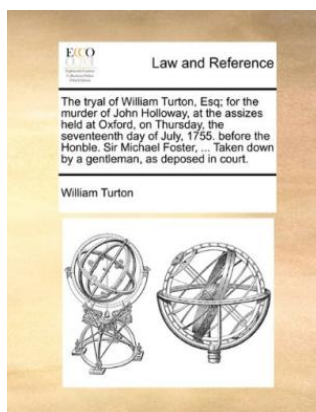 ECCO
Law and Reference
The tryal of William Turton, Esq; for the
murder of John Holloway, at the assizes
held at Oxford, on Thursday, the
seventeenth day of July, 1755. before the
Honble. Sir Michael Foster, ... Taken down
by a gentleman, as deposed in court.
William Turton